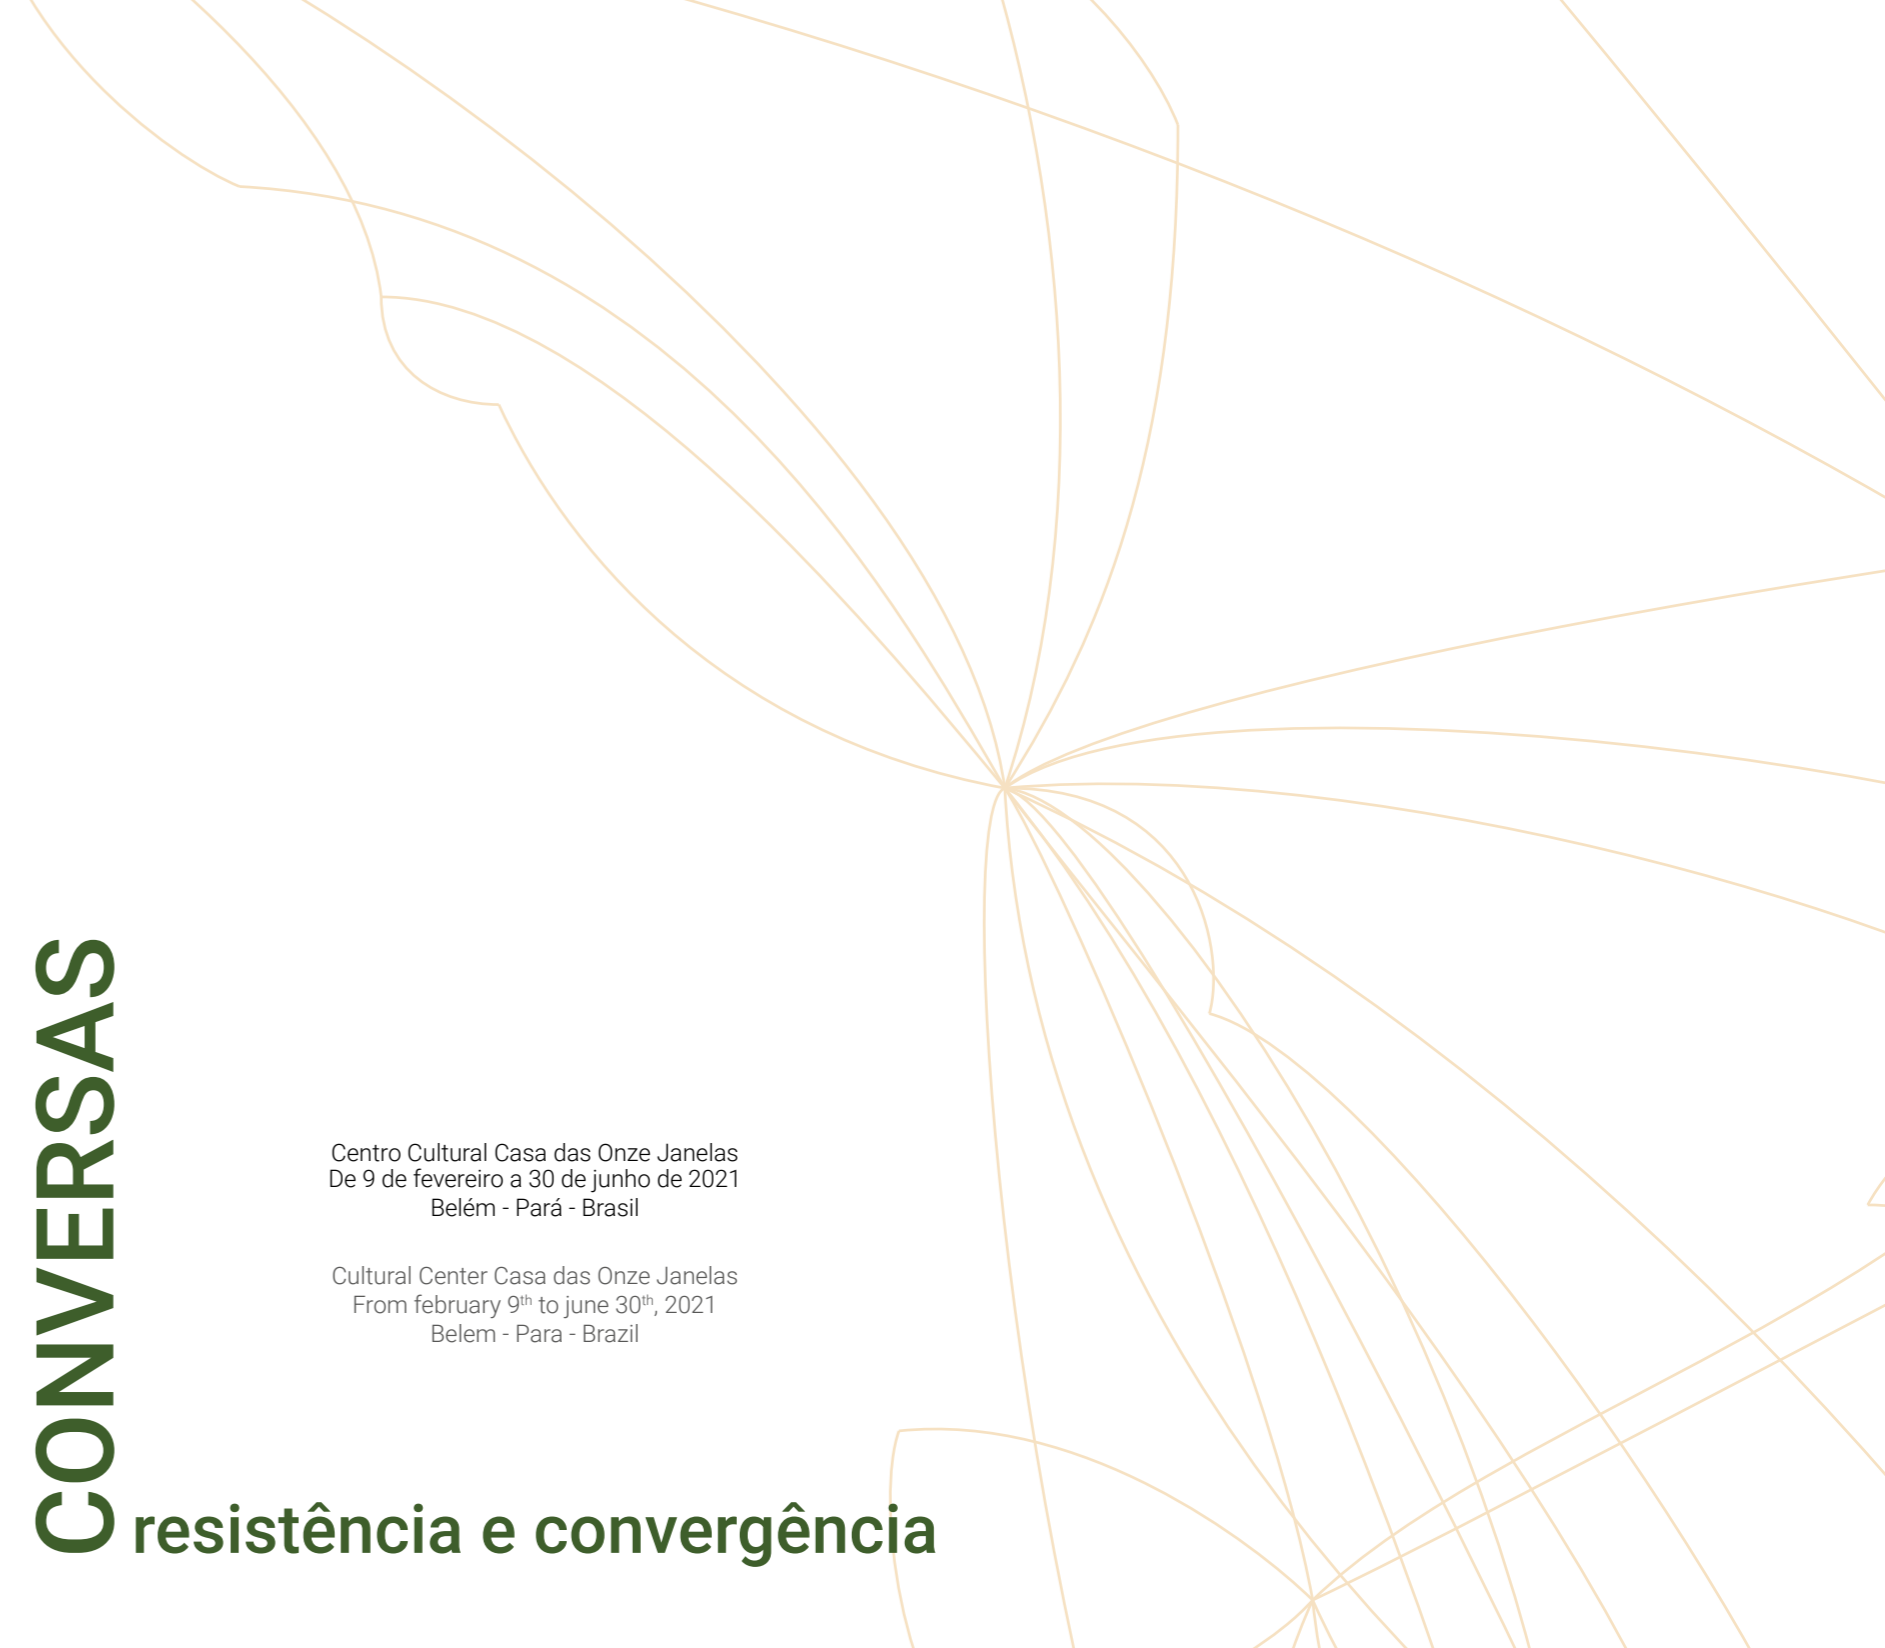 CONVERSAS
resistência e convergência
Centro Cultural Casa das Onze Janelas
De 9 de fevereiro a 30 de junho de 2021
Belém - Pará - Brasil
Cultural Center Casa das Onze Janelas
From february 9th to june 30th, 2021
Belem - Para - Brazil